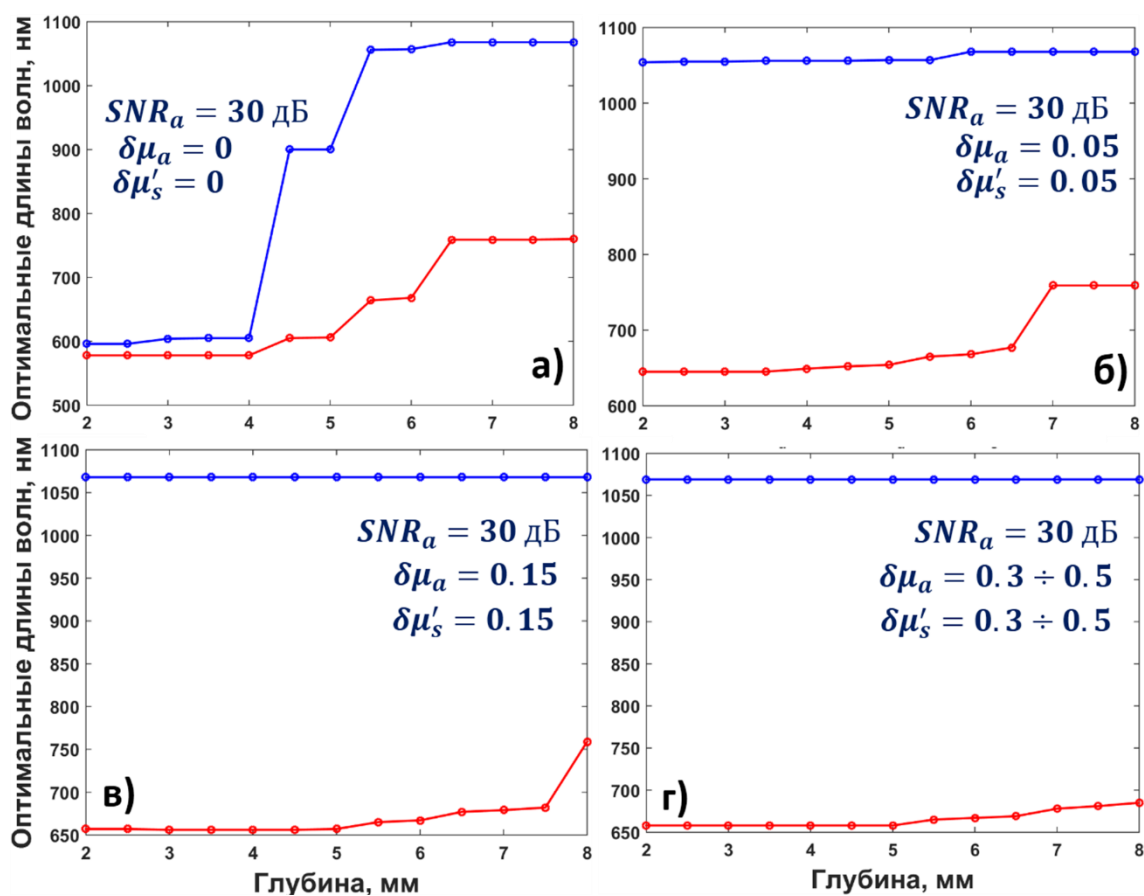 Оптимальные длины волн, нм
1100
1000
900
800
700
600
500
2 3 4 5 6 7 8
SNRₐ = 30 дБ
δμₐ = 0
δμ′ₛ = 0
а)
1100
1000
900
800
700
600
2 3 4 5 6 7 8
SNRₐ = 30 дБ
δμₐ = 0.05
δμ′ₛ = 0.05
б)
Оптимальные длины волн, нм
1100
1050
1000
950
900
850
800
750
700
650
2 3 4 5 6 7 8
SNRₐ = 30 дБ
δμₐ = 0.15
δμ′ₛ = 0.15
в)
Глубина, мм
1100
1050
1000
950
900
850
800
750
700
650
2 3 4 5 6 7 8
SNRₐ = 30 дБ
δμₐ = 0.3 ÷ 0.5
δμ′ₛ = 0.3 ÷ 0.5
г)
Глубина, мм